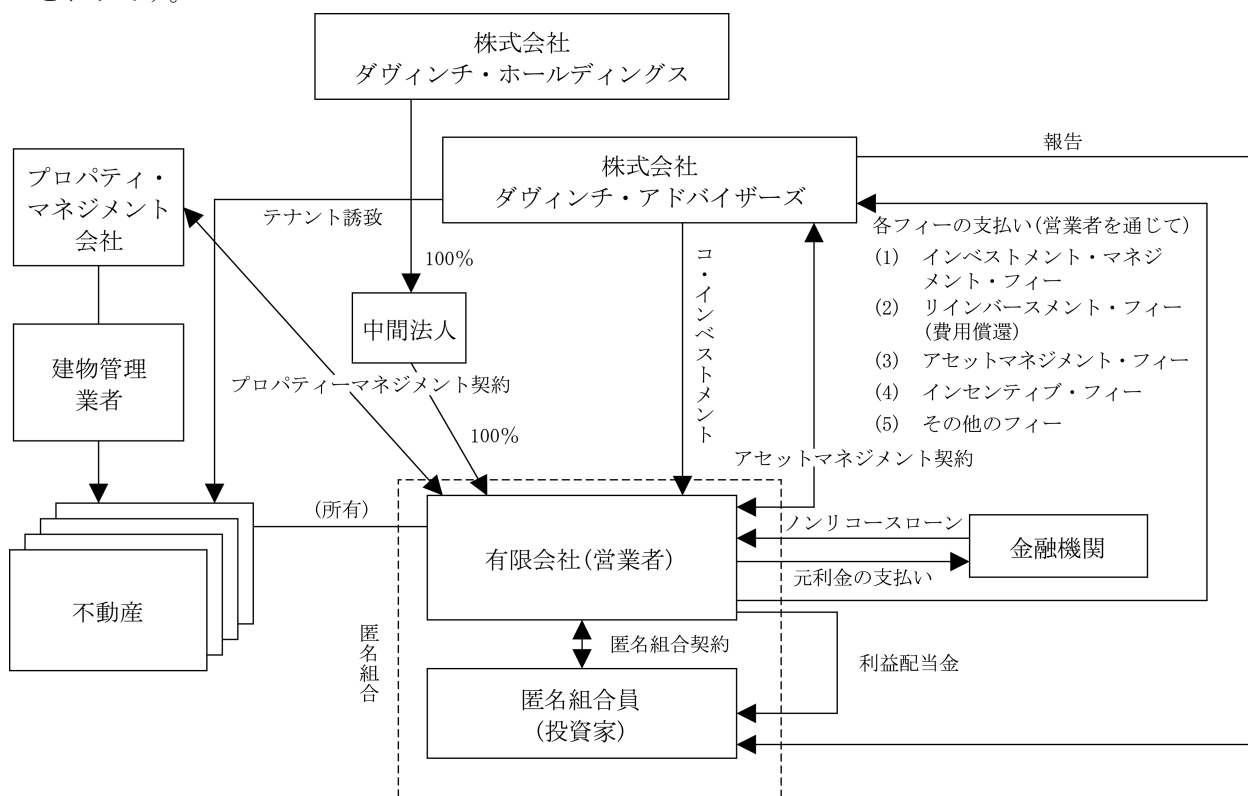 株式会社
ダヴィンチ・ホールディングス
株式会社
ダヴィンチ・アドバイザーズ
報告
プロパティ・
マネジメント
会社
テナント誘致
各フィーの支払い(営業者を通じて)
(1) インベストメント・マネジ
メント・フィー
(2) リインバースメント・フィー
(費用償還)
(3) アセットマネジメント・フィー
(4) インセンティブ・フィー
(5) その他のフィー
100%
コ・インベストメント
中間法人
建物管理
業者
プロパティーマネジメント契約
100%
アセットマネジメント契約
(所有)
ノンリコースローン
有限会社(営業者)
金融機関
元利金の支払い
不動産
匿名組合
匿名組合契約
利益配当金
匿名組合員
(投資家)